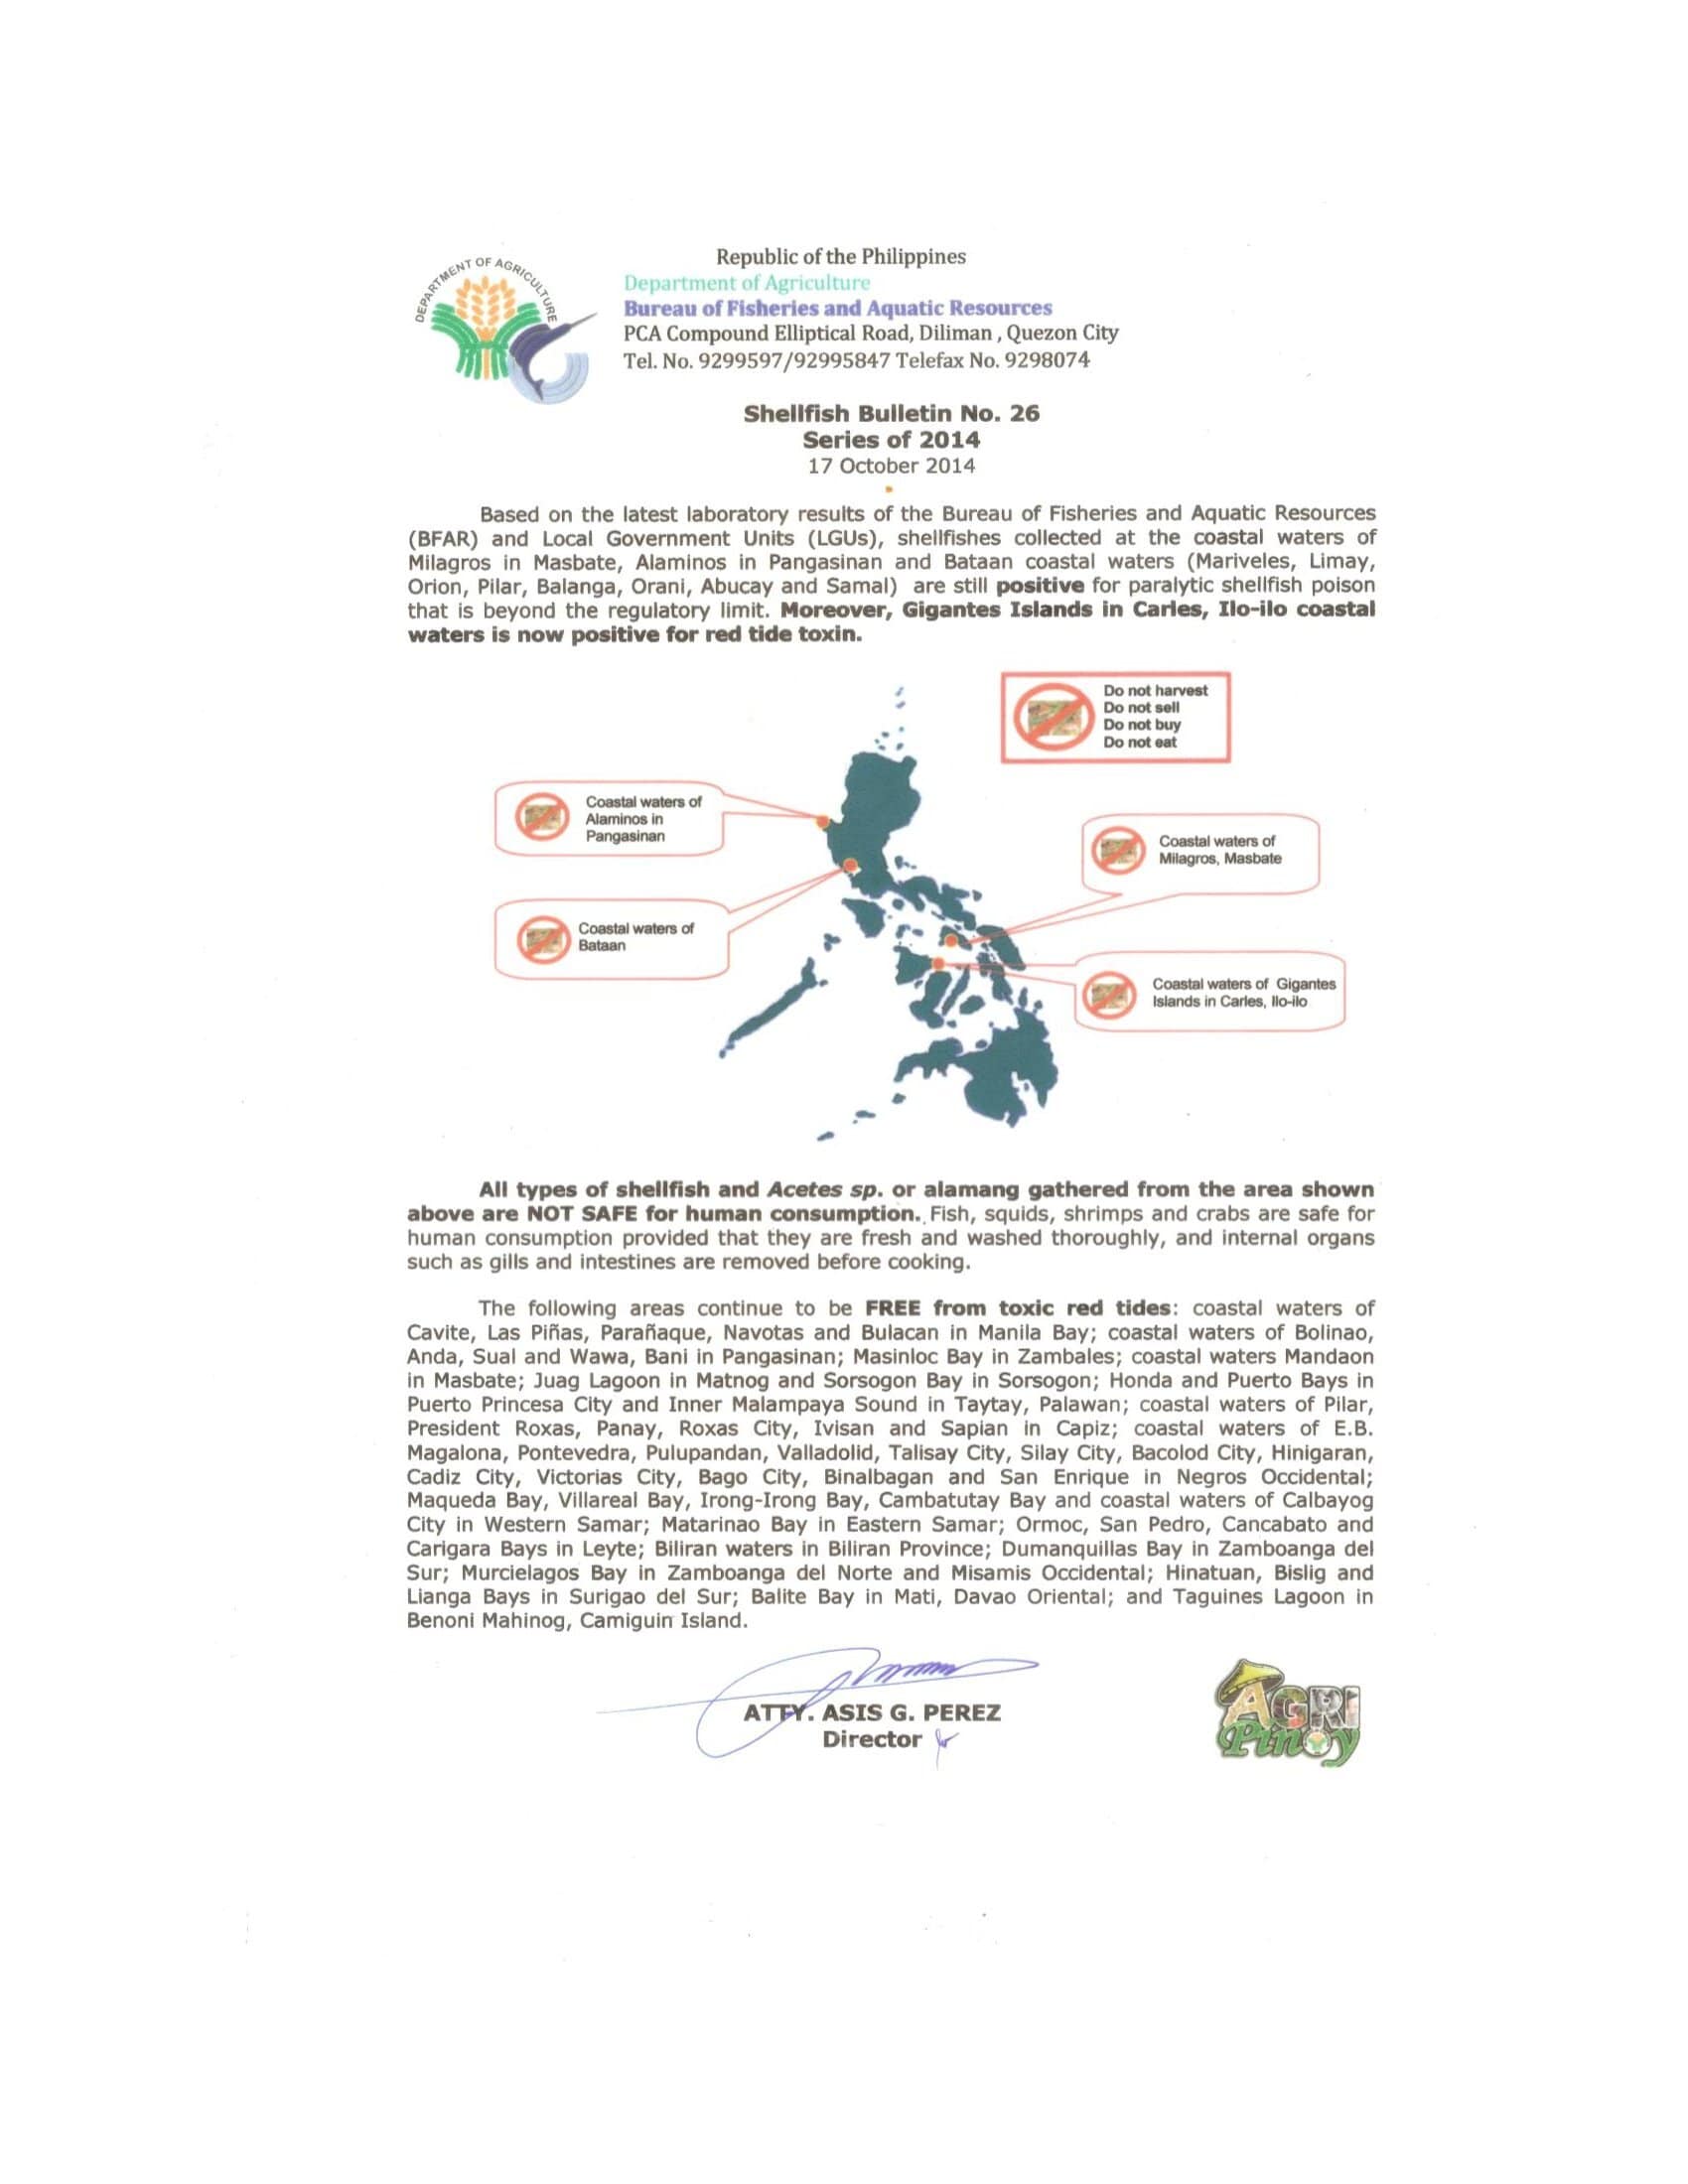 DEPARTMENT OF AGRICULTURE
Republic of the Philippines
Department of Agriculture
Bureau of Fisheries and Aquatic Resources
PCA Compound Elliptical Road, Diliman , Quezon City
Tel. No. 9299597/92995847 Telefax No. 9298074
Shellfish Bulletin No. 26
Series of 2014
17 October 2014
Based on the latest laboratory results of the Bureau of Fisheries and Aquatic Resources
(BFAR) and Local Government Units (LGUs), shellfishes collected at the coastal waters of
Milagros in Masbate, Alaminos in Pangasinan and Bataan coastal waters (Mariveles, Limay,
Orion, Pilar, Balanga, Orani, Abucay and Samal) are still positive for paralytic shellfish poison
that is beyond the regulatory limit. Moreover, Gigantes Islands in Carles, Ilo-ilo coastal
waters is now positive for red tide toxin.
Do not harvest
Do not sell
Do not buy
Do not eat
Coastal waters of
Alaminos in
Pangasinan
Coastal waters of
Milagros, Masbate
Coastal waters of
Bataan
Coastal waters of Gigantes
Islands in Carles, Ilo-ilo
All types of shellfish and Acetes sp. or alamang gathered from the area shown
above are NOT SAFE for human consumption. Fish, squids, shrimps and crabs are safe for
human consumption provided that they are fresh and washed thoroughly, and internal organs
such as gills and intestines are removed before cooking.
The following areas continue to be FREE from toxic red tides: coastal waters of
Cavite, Las Piñas, Parañaque, Navotas and Bulacan in Manila Bay; coastal waters of Bolinao,
Anda, Sual and Wawa, Bani in Pangasinan; Masinloc Bay in Zambales; coastal waters Mandaon
in Masbate; Juag Lagoon in Matnog and Sorsogon Bay in Sorsogon; Honda and Puerto Bays in
Puerto Princesa City and Inner Malampaya Sound in Taytay, Palawan; coastal waters of Pilar,
President Roxas, Panay, Roxas City, Ivisan and Sapian in Capiz; coastal waters of E.B.
Magalona, Pontevedra, Pulupandan, Valladolid, Talisay City, Silay City, Bacolod City, Hinigaran,
Cadiz City, Victorias City, Bago City, Binalbagan and San Enrique in Negros Occidental;
Maqueda Bay, Villareal Bay, Irong-Irong Bay, Cambatutay Bay and coastal waters of Calbayog
City in Western Samar; Matarinao Bay in Eastern Samar; Ormoc, San Pedro, Cancabato and
Carigara Bays in Leyte; Biliran waters in Biliran Province; Dumanquillas Bay in Zamboanga del
Sur; Murcielagos Bay in Zamboanga del Norte and Misamis Occidental; Hinatuan, Bislig and
Lianga Bays in Surigao del Sur; Balite Bay in Mati, Davao Oriental; and Taguines Lagoon in
Benoni Mahinog, Camiguin Island.
ATTY. ASIS G. PEREZ
Director
AGRI
Pinoy